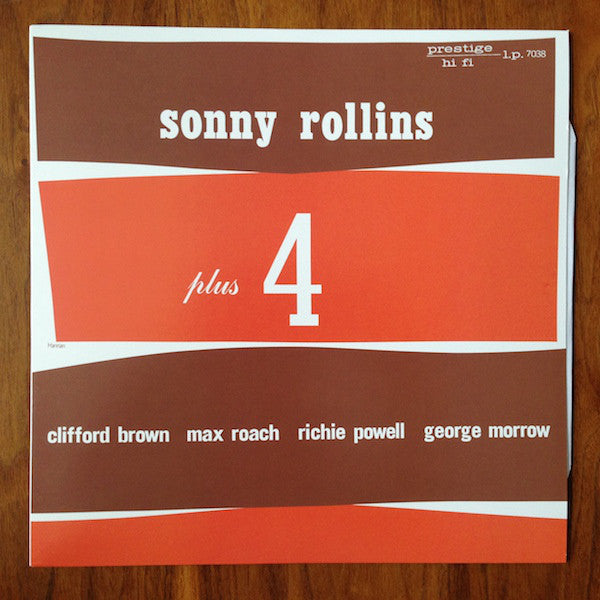 prestige
hi fi
l.p. 7038
sonny rollins
plus 4
Hannan
clifford brown max roach richie powell george morrow